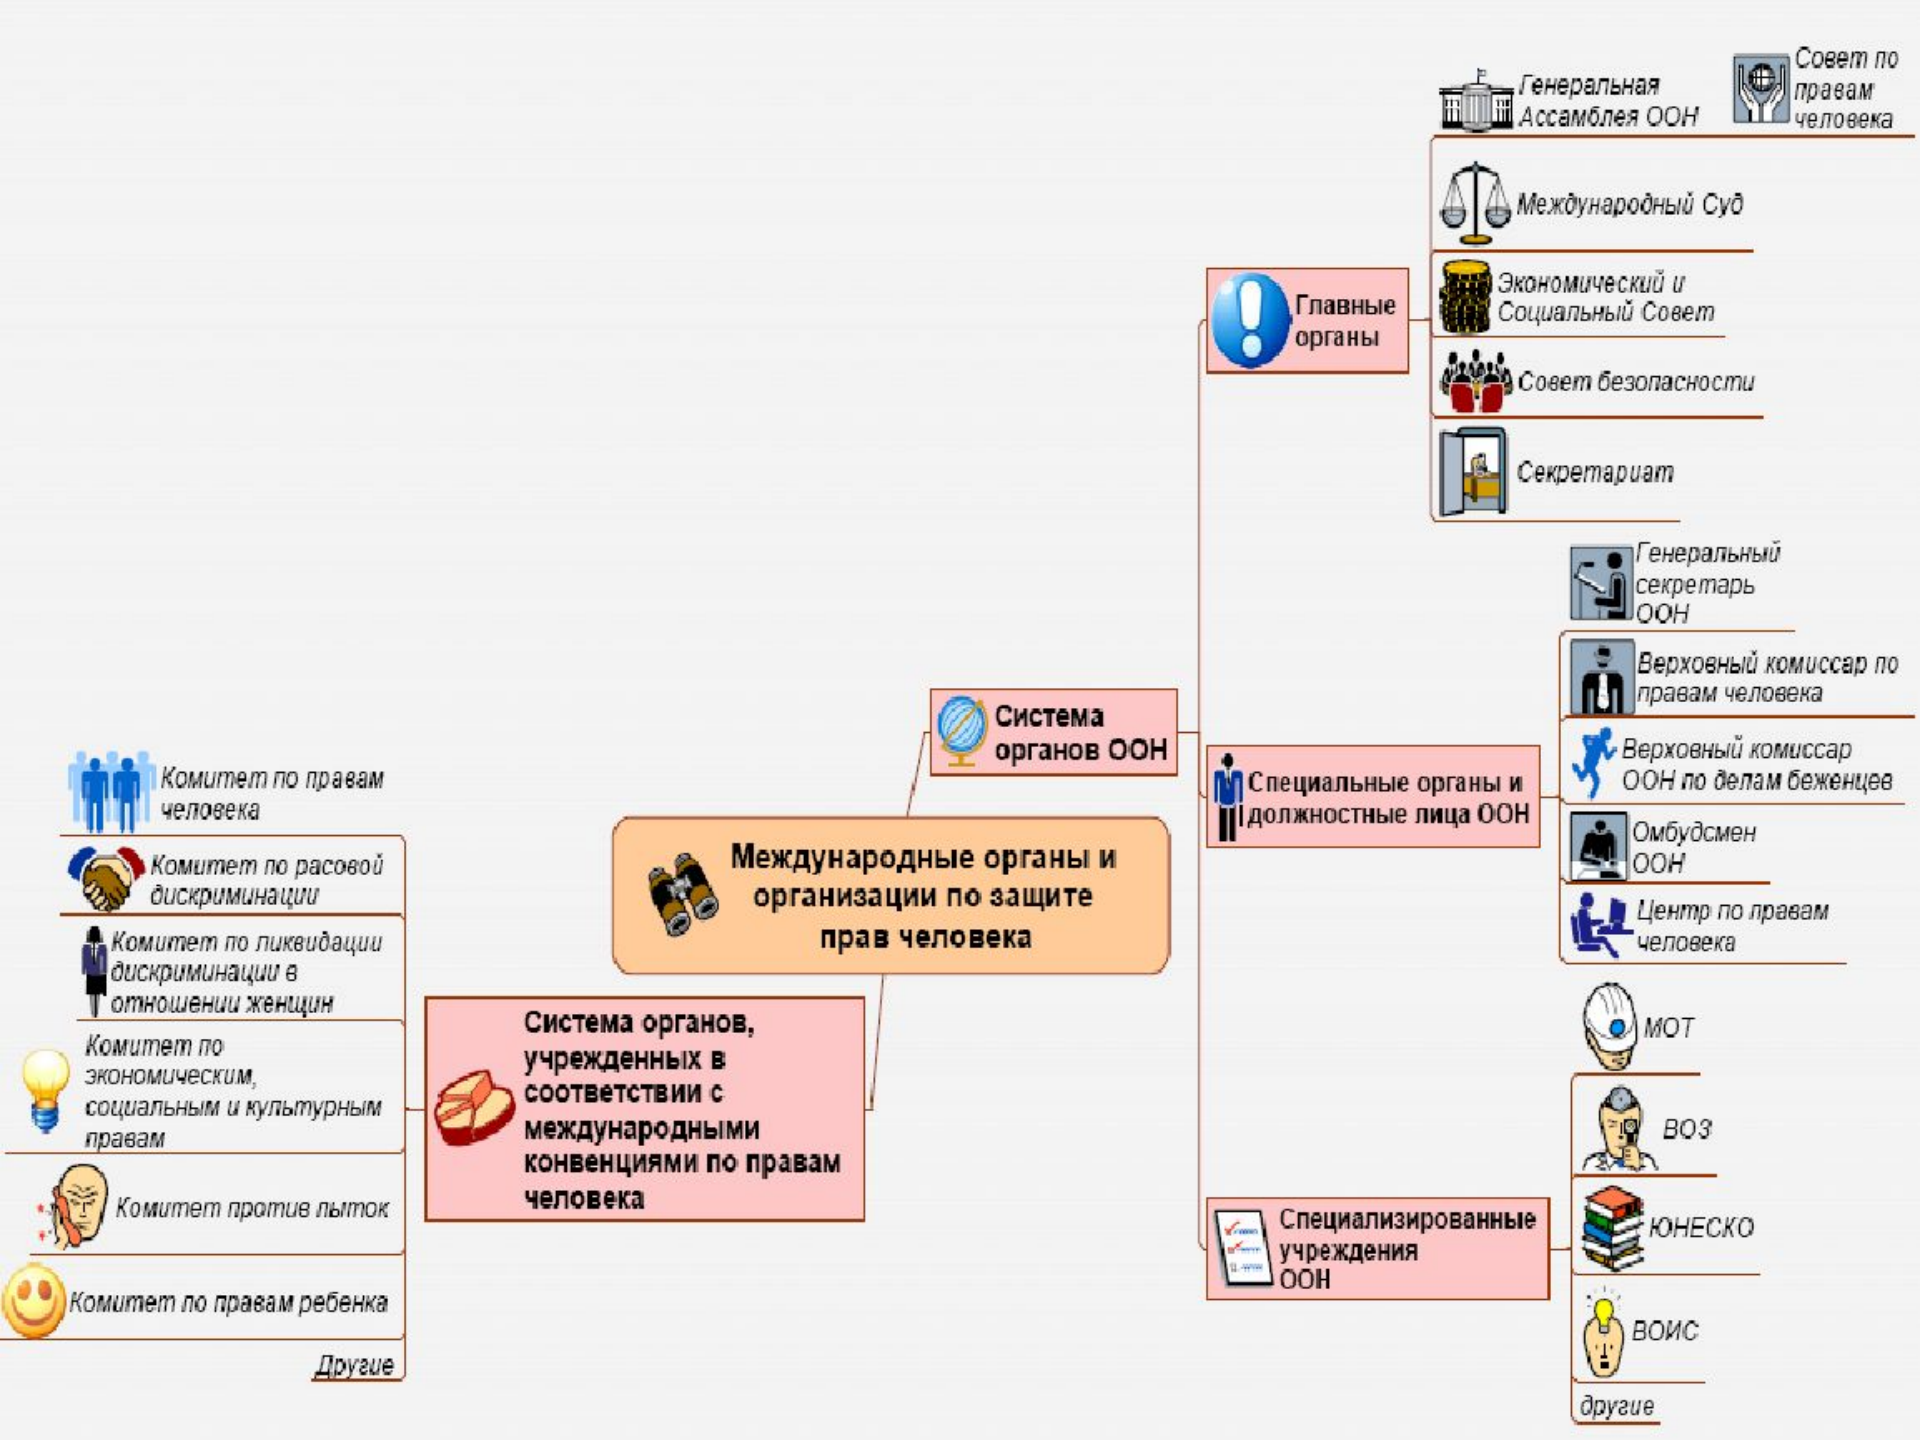 Международные органы и
организации по защите
прав человека
Система
органов ООН
Главные
органы
Генеральная
Ассамблея ООН
Совет по
правам
человека
Международный Суд
Экономический и
Социальный Совет
Совет безопасности
Секретариат
Специальные органы и
должностные лица ООН
Генеральный
секретарь
ООН
Верховный комиссар по
правам человека
Верховный комиссар
ООН по делам беженцев
Омбудсмен
ООН
Центр по правам
человека
Специализированные
учреждения
ООН
МОТ
ВОЗ
ЮНЕСКО
ВОИС
другие
Система органов,
учрежденных в
соответствии с
международными
конвенциями по правам
человека
Комитет по правам
человека
Комитет по расовой
дискриминации
Комитет по ликвидации
дискриминации в
отношении женщин
Комитет по
экономическим,
социальным и культурным
правам
Комитет против пыток
Комитет по правам ребенка
Другие